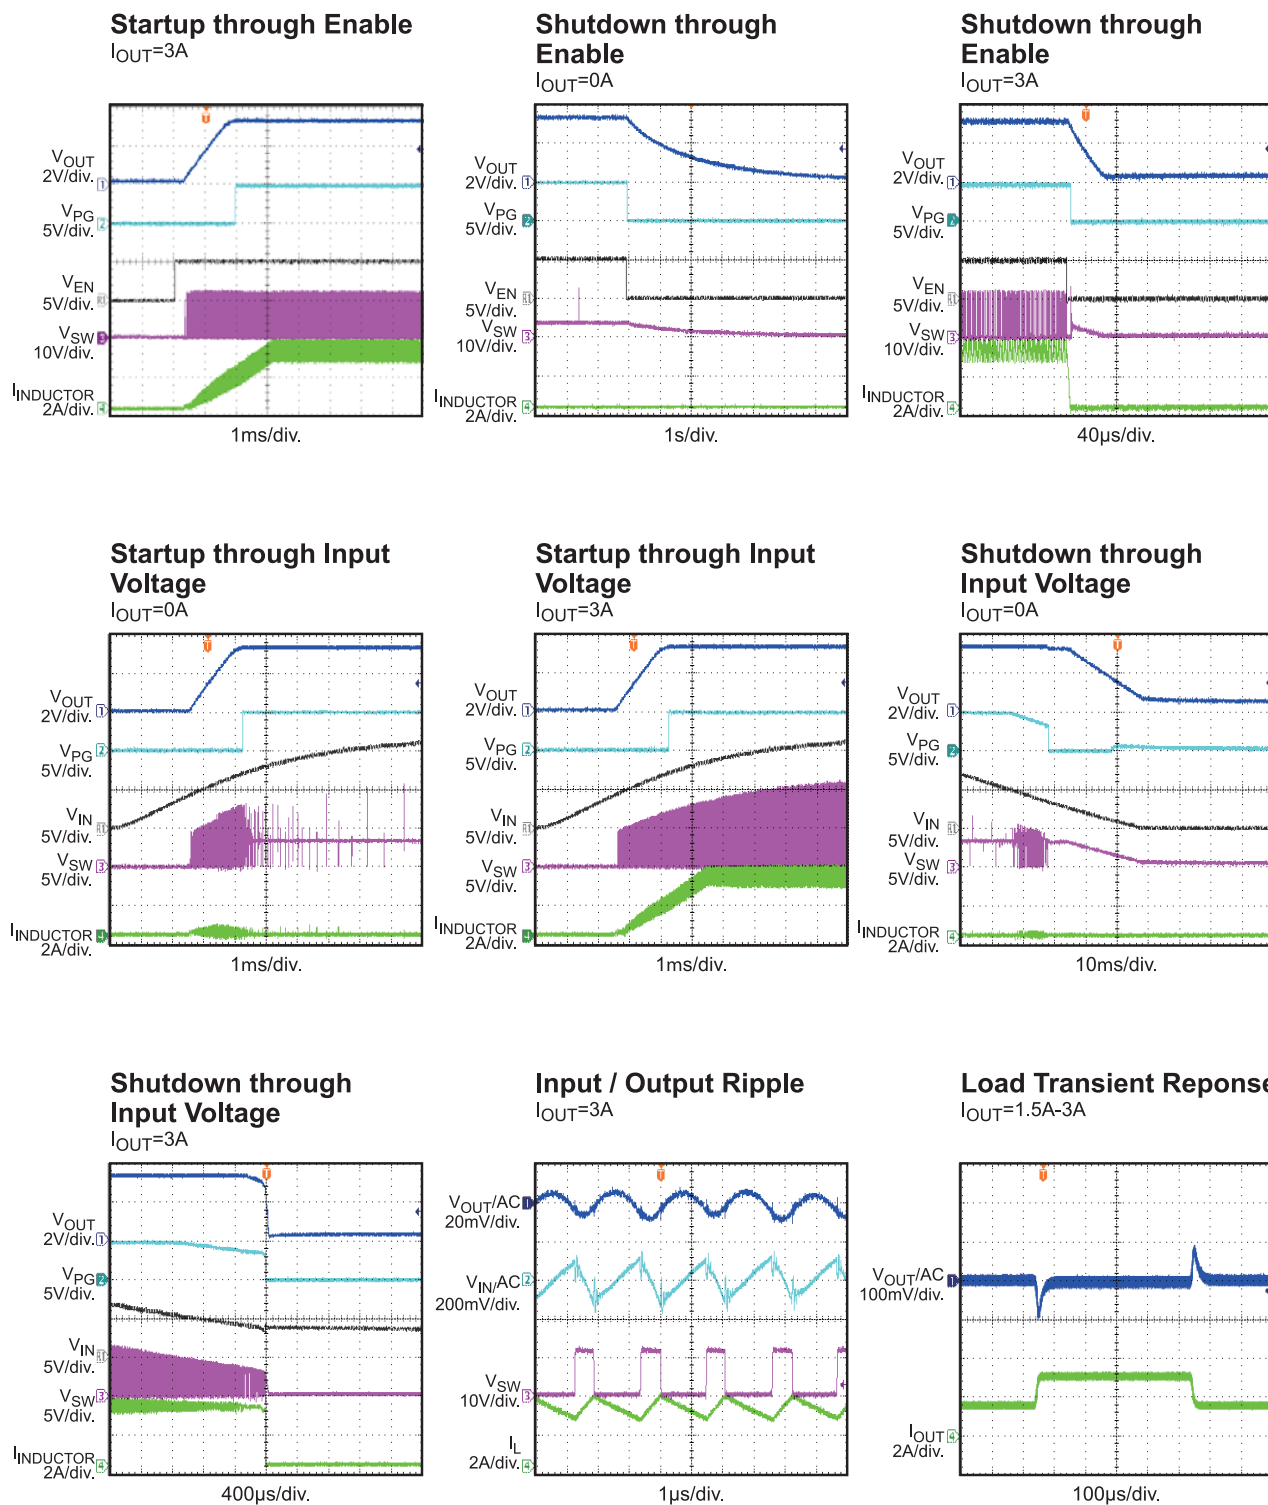 Startup through Enable
IOUT=3A
VOUT
2V/div.
VPG
5V/div.
VEN
5V/div.
VSW
10V/div.
IINDUCTOR
2A/div.
1ms/div.
Shutdown through
Enable
IOUT=0A
VOUT
2V/div.
VPG
5V/div.
VEN
5V/div.
VSW
10V/div.
IINDUCTOR
2A/div.
1s/div.
Shutdown through
Enable
IOUT=3A
VOUT
2V/div.
VPG
5V/div.
VEN
5V/div.
VSW
10V/div.
IINDUCTOR
2A/div.
40µs/div.
Startup through Input
Voltage
IOUT=0A
VOUT
2V/div.
VPG
5V/div.
VIN
5V/div.
VSW
5V/div.
IINDUCTOR
2A/div.
1ms/div.
Startup through Input
Voltage
IOUT=3A
VOUT
2V/div.
VPG
5V/div.
VIN
5V/div.
VSW
5V/div.
IINDUCTOR
2A/div.
1ms/div.
Shutdown through
Input Voltage
IOUT=0A
VOUT
2V/div.
VPG
5V/div.
VIN
5V/div.
VSW
5V/div.
IINDUCTOR
2A/div.
10ms/div.
Shutdown through
Input Voltage
IOUT=3A
VOUT
2V/div.
VPG
5V/div.
VIN
5V/div.
VSW
5V/div.
IINDUCTOR
2A/div.
400µs/div.
Input / Output Ripple
IOUT=3A
VOUT/AC
20mV/div.
VIN/AC
200mV/div.
VSW
10V/div.
IL
2A/div.
1µs/div.
Load Transient Reponse
IOUT=1.5A-3A
VOUT/AC
100mV/div.
IOUT
2A/div.
100µs/div.